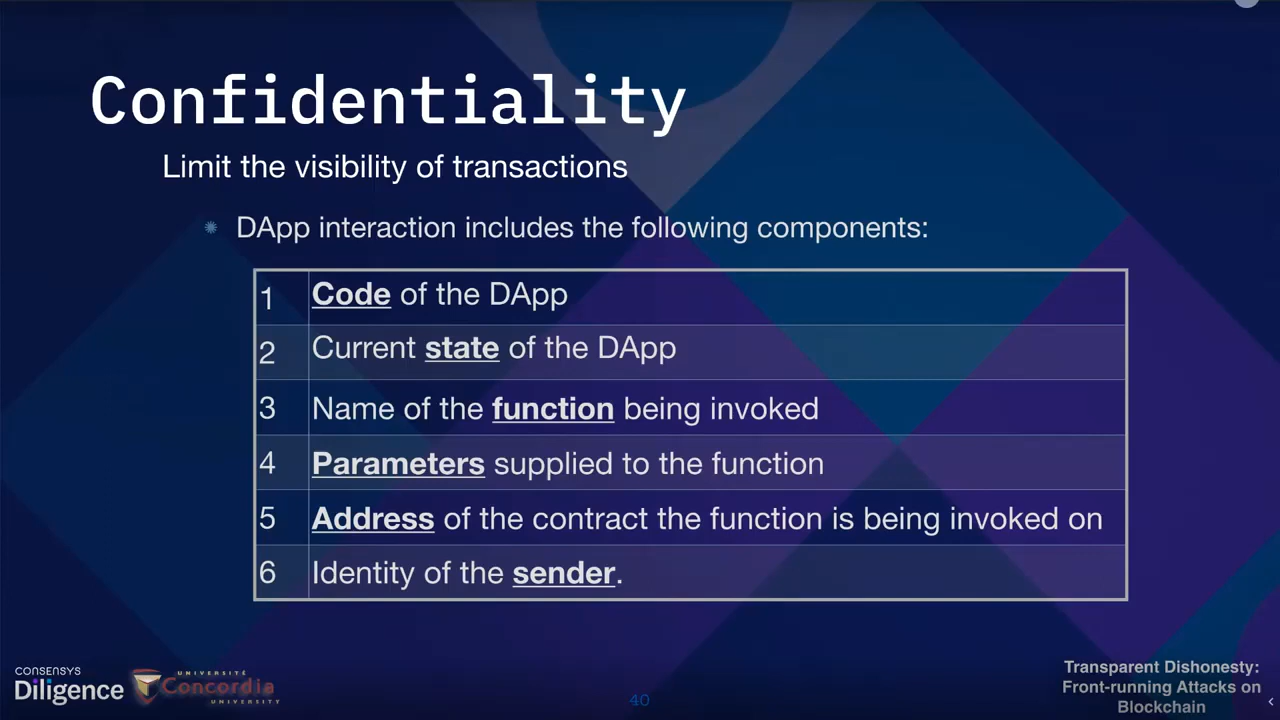 Confidentiality
Limit the visibility of transactions
DApp interaction includes the following components:
1 Code of the DApp
2 Current state of the DApp
3 Name of the function being invoked
4 Parameters supplied to the function
5 Address of the contract the function is being invoked on
6 Identity of the sender.
CONSENSYS
Diligence
UNIVERSITÉ
Concordia
UNIVERSITY
40
Transparent Dishonesty:
Front-running Attacks on
Blockchain